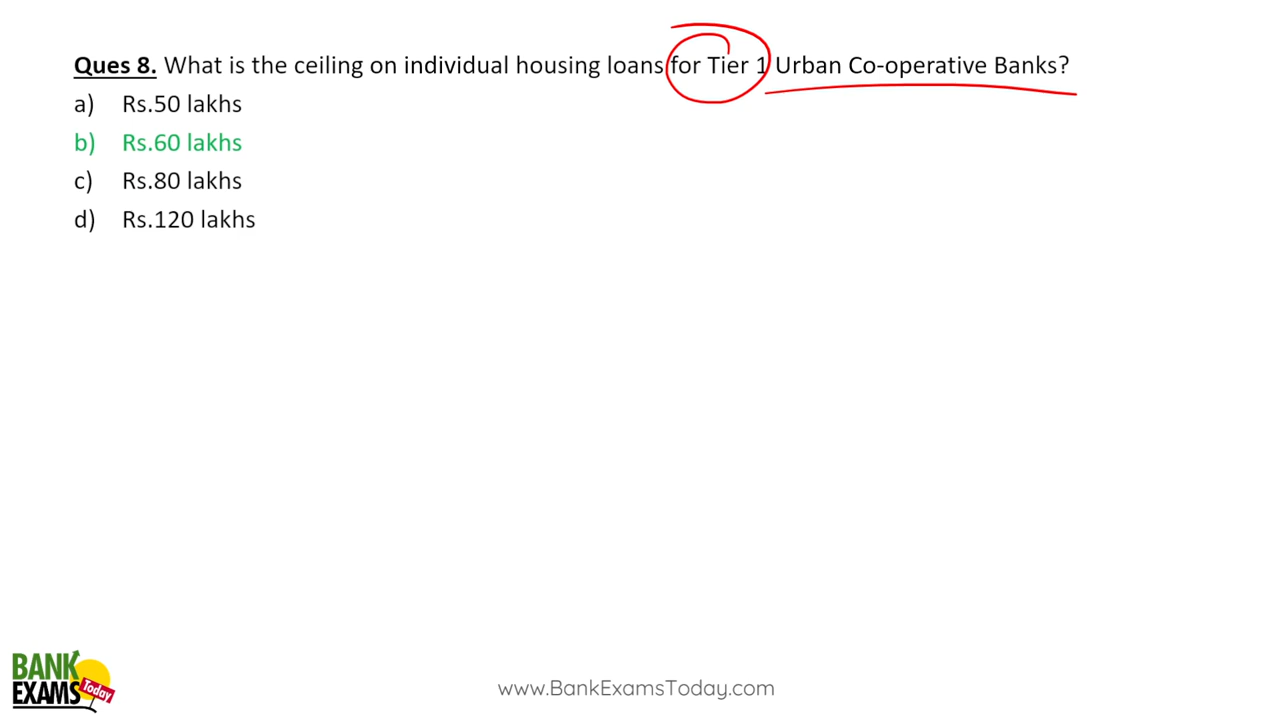 Ques 8. What is the ceiling on individual housing loans for Tier 1 Urban Co-operative Banks?
a) Rs.50 lakhs
b) Rs.60 lakhs
c) Rs.80 lakhs
d) Rs.120 lakhs
BANK
EXAMS Today
www.BankExamsToday.com